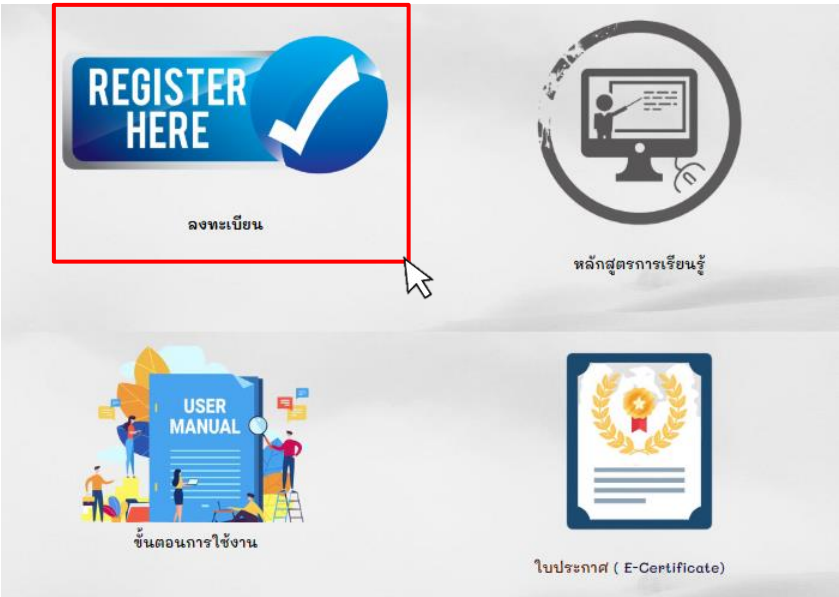 REGISTER
HERE
ลงทะเบียน
หลักสูตรการเรียนรู้
USER
MANUAL
ขั้นตอนการใช้งาน
ใบประกาศ ( E-Certificate)